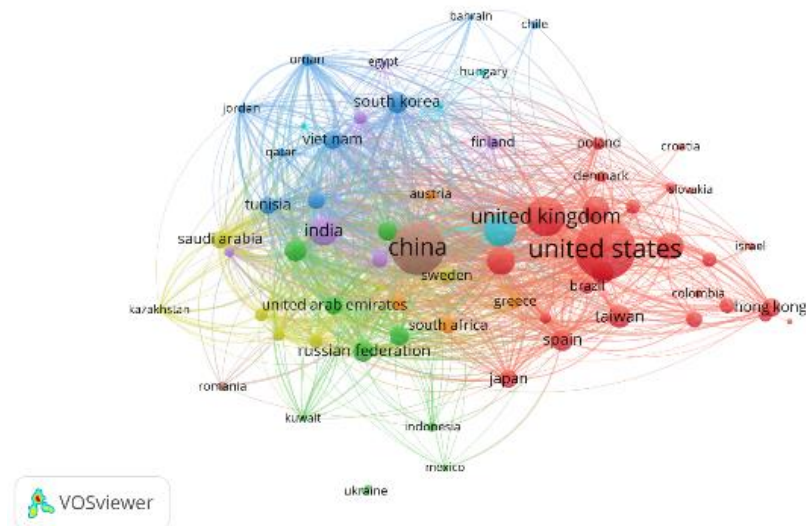 bahrain
chile
oman
egypt
hungary
south korea
jordan
viet nam
finland
poland
croatia
qatar
denmark
slovakia
austria
tunisia
united kingdom
india
saudi arabia
china
united states
israel
sweden
brazil
colombia
kazakhstan
united arab emirates
greece
hong kong
south africa
taiwan
russian federation
spain
japan
romania
kuwait
indonesia
mexico
ukraine
VOSviewer